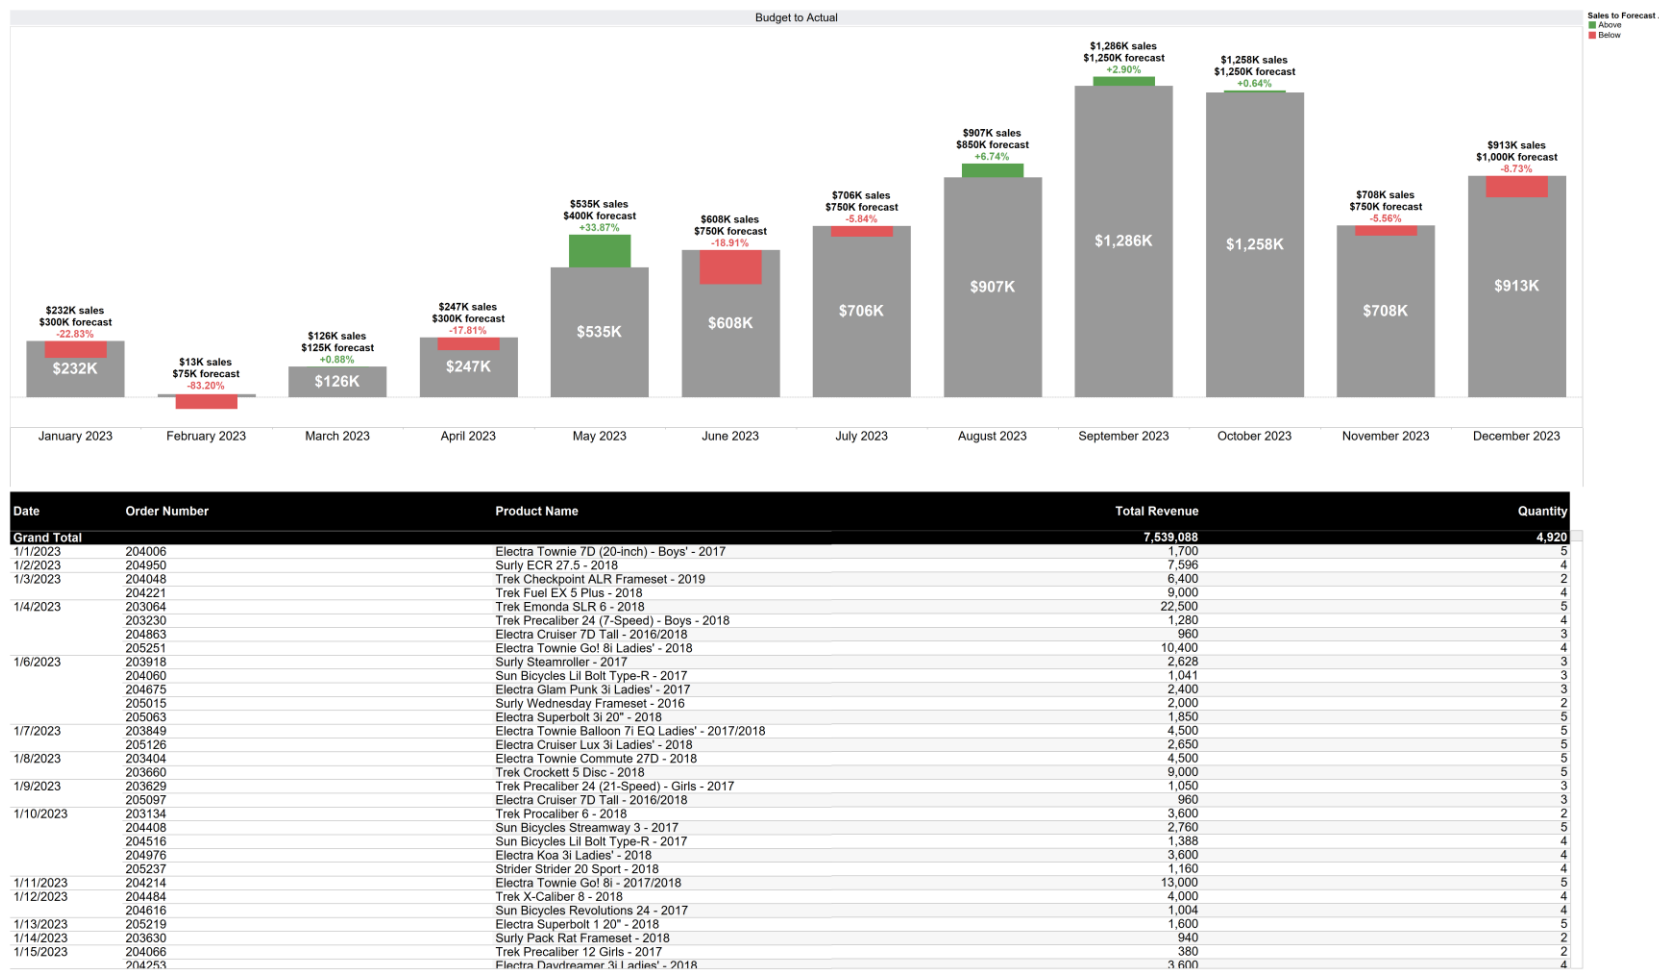 Budget to Actual
Sales to Forecast
Above
Below
$232K sales
$300K forecast
-22.83%
$232K
$13K sales
$75K forecast
-83.20%
$126K sales
$125K forecast
+0.88%
$126K
$247K sales
$300K forecast
-17.81%
$247K
$535K sales
$400K forecast
+33.87%
$535K
$608K sales
$750K forecast
-18.91%
$608K
$706K sales
$750K forecast
-5.84%
$706K
$907K sales
$850K forecast
+6.74%
$907K
$1,286K sales
$1,250K forecast
+2.90%
$1,286K
$1,258K sales
$1,250K forecast
+0.64%
$1,258K
$708K sales
$750K forecast
-5.56%
$708K
$913K sales
$1,000K forecast
-8.73%
$913K
January 2023 February 2023 March 2023 April 2023 May 2023 June 2023 July 2023 August 2023 September 2023 October 2023 November 2023 December 2023
Date Order Number Product Name Total Revenue Quantity
Grand Total 7,539,088 4,920
1/1/2023 204006 Electra Townie 7D (20-inch) - Boys' - 2017 1,700 5
1/2/2023 204950 Surly ECR 27.5 - 2018 7,596 4
1/3/2023 204048 Trek Checkpoint ALR Frameset - 2019 6,400 2
204221 Trek Fuel EX 5 Plus - 2018 9,000 4
1/4/2023 203064 Trek Emonda SLR 6 - 2018 22,500 5
203230 Trek Precaliber 24 (7-Speed) - Boys - 2018 1,280 4
204863 Electra Cruiser 7D Tall - 2016/2018 960 3
205251 Electra Townie Go! 8i Ladies' - 2018 10,400 4
1/6/2023 203918 Surly Steamroller - 2017 2,628 3
204060 Sun Bicycles Lil Bolt Type-R - 2017 1,041 3
204675 Electra Glam Punk 3i Ladies' - 2017 2,400 3
205015 Surly Wednesday Frameset - 2016 2,000 2
205063 Electra Superbolt 3i 20" - 2018 1,850 5
1/7/2023 203849 Electra Townie Balloon 7i EQ Ladies' - 2017/2018 4,500 5
205126 Electra Cruiser Lux 3i Ladies' - 2018 2,650 5
1/8/2023 203404 Electra Townie Commute 27D - 2018 4,500 5
203660 Trek Crockett 5 Disc - 2018 9,000 5
1/9/2023 203629 Trek Precaliber 24 (21-Speed) - Girls - 2017 1,050 3
205097 Electra Cruiser 7D Tall - 2016/2018 960 3
1/10/2023 203134 Trek Procaliber 6 - 2018 3,600 2
204408 Sun Bicycles Streamway 3 - 2017 2,760 5
204516 Sun Bicycles Lil Bolt Type-R - 2017 1,388 4
204976 Electra Koa 3i Ladies' - 2018 3,600 4
205237 Strider Strider 20 Sport - 2018 1,160 4
1/11/2023 204214 Electra Townie Go! 8i - 2017/2018 13,000 5
1/12/2023 204484 Trek X-Caliber 8 - 2018 4,000 4
204616 Sun Bicycles Revolutions 24 - 2017 1,004 4
1/13/2023 205219 Electra Superbolt 1 20" - 2018 1,600 5
1/14/2023 203630 Surly Pack Rat Frameset - 2018 940 2
1/15/2023 204066 Trek Precaliber 12 Girls - 2017 380 2
204253 Electra Daydreamer 3i Ladies' - 2018 3,600 4